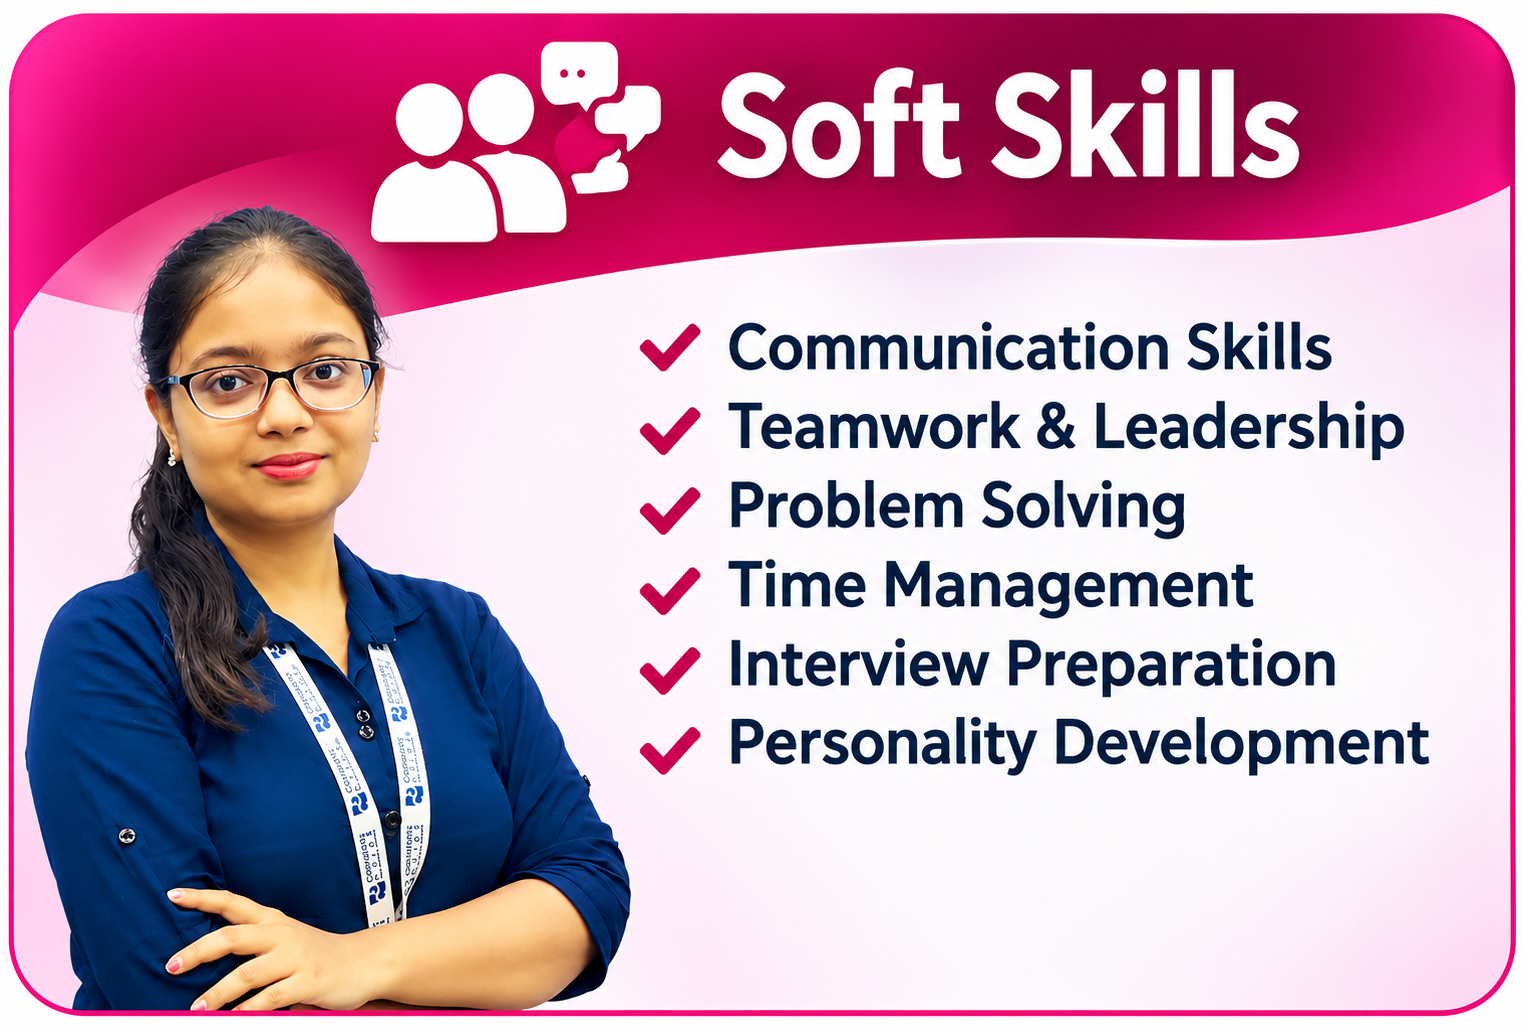 Soft Skills
Communication Skills
Teamwork & Leadership
Problem Solving
Time Management
Interview Preparation
Personality Development